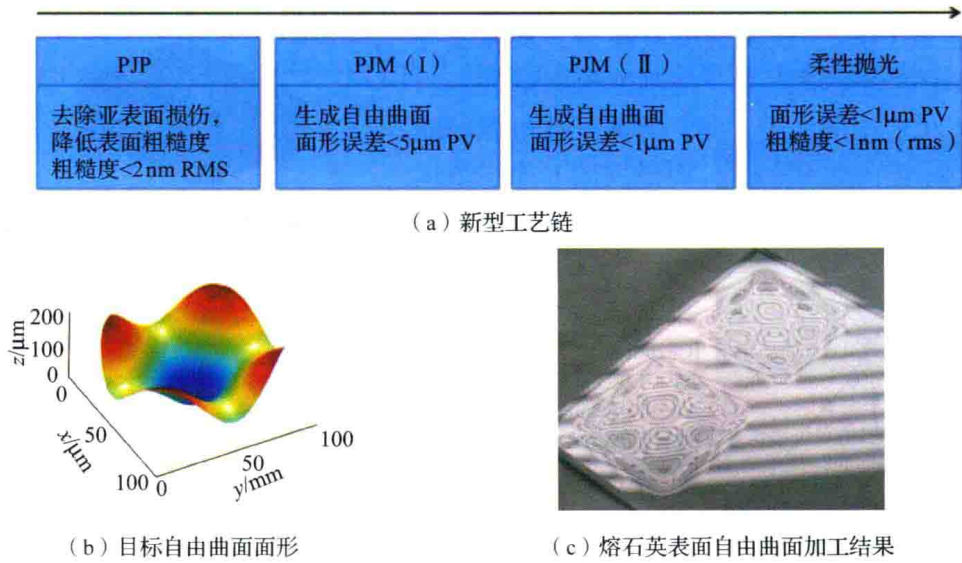 PJP
去除亚表面损伤，
降低表面粗糙度
粗糙度<2nm RMS
PJM（Ⅰ）
生成自由曲面
面形误差<5μm PV
PJM（Ⅱ）
生成自由曲面
面形误差<1μm PV
柔性抛光
面形误差<1μm PV
粗糙度<1nm（rms）
（a）新型工艺链
200
100
0
z/μm
0
50
100
x/μm
0
50
100
y/mm
（b）目标自由曲面面形
（c）熔石英表面自由曲面加工结果